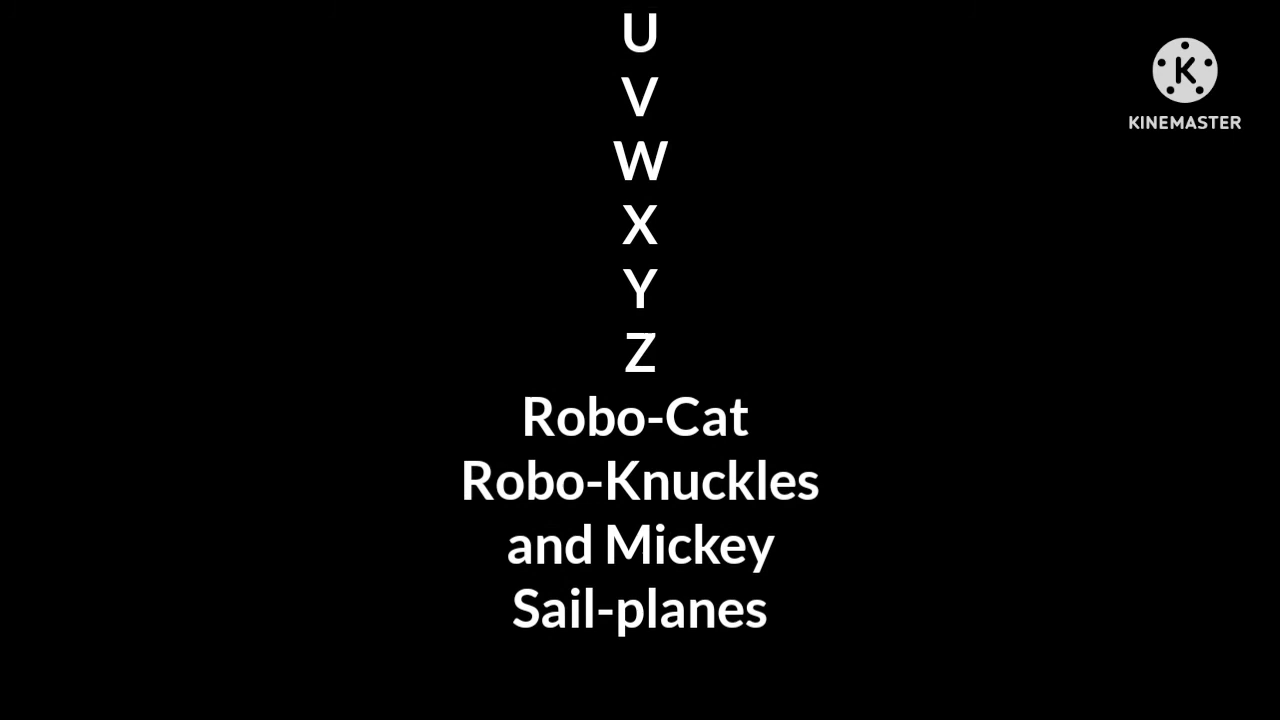 U
V
W
X
Y
Z
Robo-Cat
Robo-Knuckles
and Mickey
Sail-planes
K
KINEMASTER